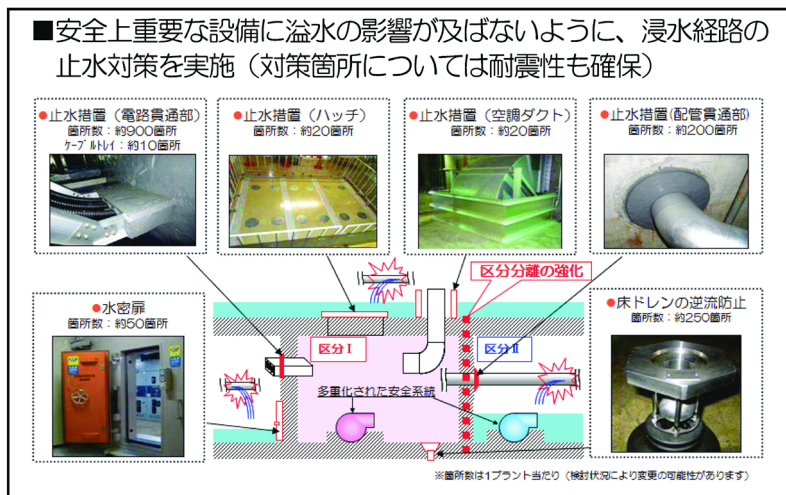 ■安全上重要な設備に溢水の影響が及ばないように、浸水経路の
止水対策を実施（対策箇所については耐震性も確保）
●止水措置（電路貫通部）
箇所数：約900箇所
ｹｰﾌﾞﾙﾄﾚｲ：約10箇所
●止水措置（ハッチ）
箇所数：約20箇所
●止水措置（空調ダクト）
箇所数：約20箇所
●止水措置(配管貫通部)
箇所数：約200箇所
区分分離の強化
●水密扉
箇所数：約50箇所
区分Ⅰ
区分Ⅱ
多重化された安全系統
●床ドレンの逆流防止
箇所数：約250箇所
※箇所数は1プラント当たり（検討状況により変更の可能性があります）